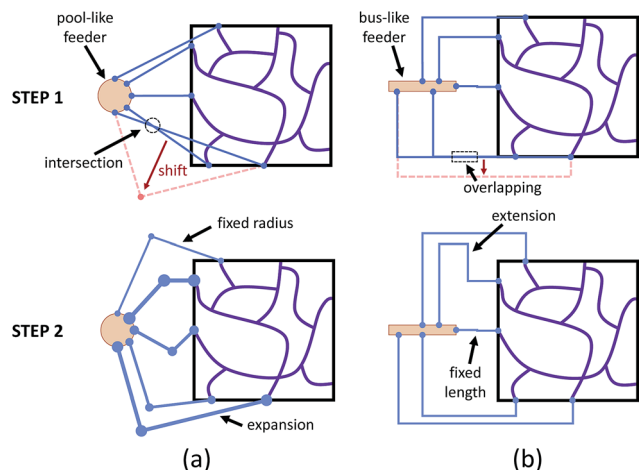 pool-like
feeder
STEP 1
intersection
shift
bus-like
feeder
overlapping
fixed radius
STEP 2
expansion
extension
fixed
length
(a)
(b)